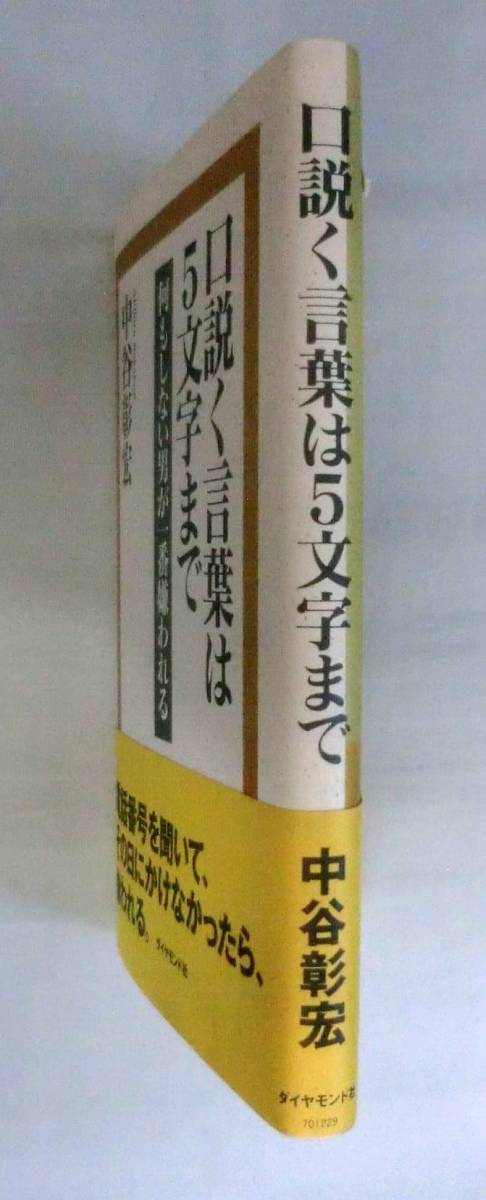 口説く言葉は5文字まで
中谷彰宏
ダイヤモンド社
701229
口説く言葉は
5文字まで
何もしない男が一番嫌われる
中谷彰宏
電話番号を聞いて、
その日にかけなかったら、
嫌われる。
ダイヤモンド社